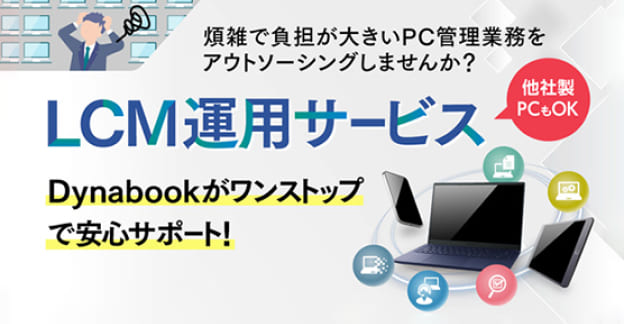 煩雑で負担が大きいPC管理業務を
アウトソーシングしませんか？
他社製
PCもOK
LCM運用サービス
Dynabookがワンストップ
で安心サポート！